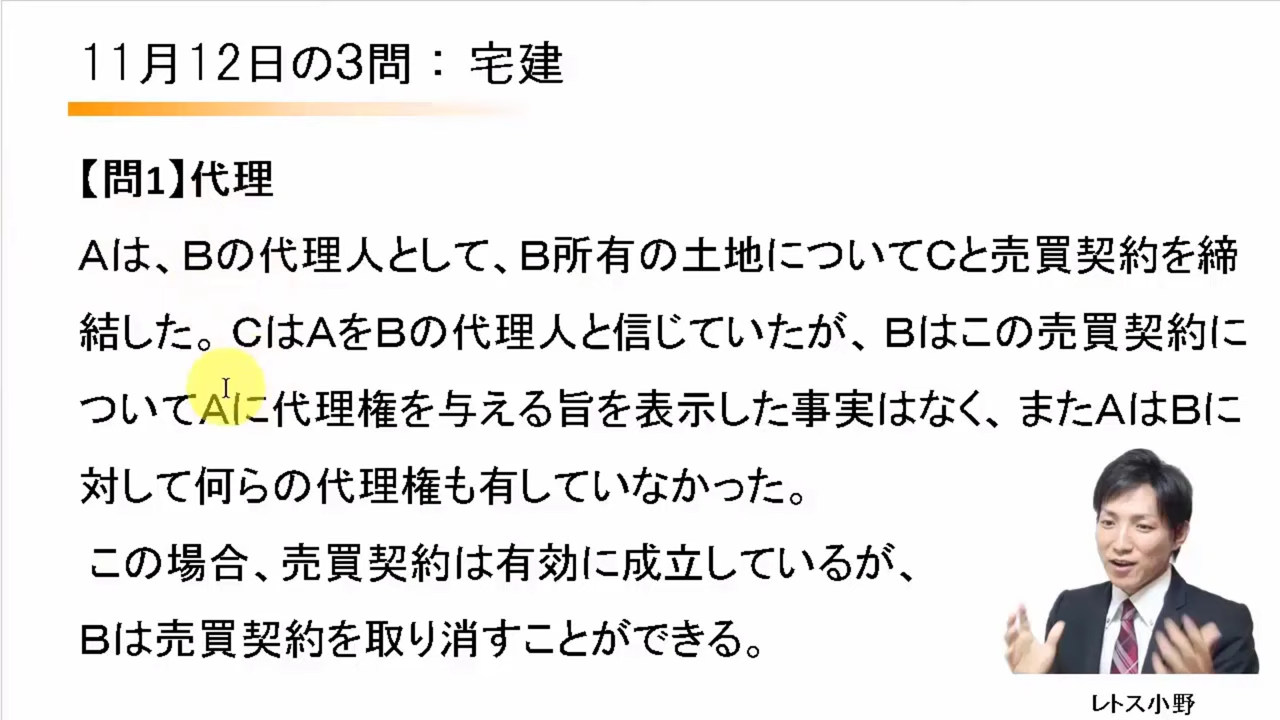 11月12日の3問：宅建
【問1】代理
Aは、Bの代理人として、B所有の土地についてCと売買契約を締
結した。CはAをBの代理人と信じていたが、Bはこの売買契約に
ついてAに代理権を与える旨を表示した事実はなく、またAはBに
対して何らの代理権も有していなかった。
この場合、売買契約は有効に成立しているが、
Bは売買契約を取り消すことができる。
レトス小野